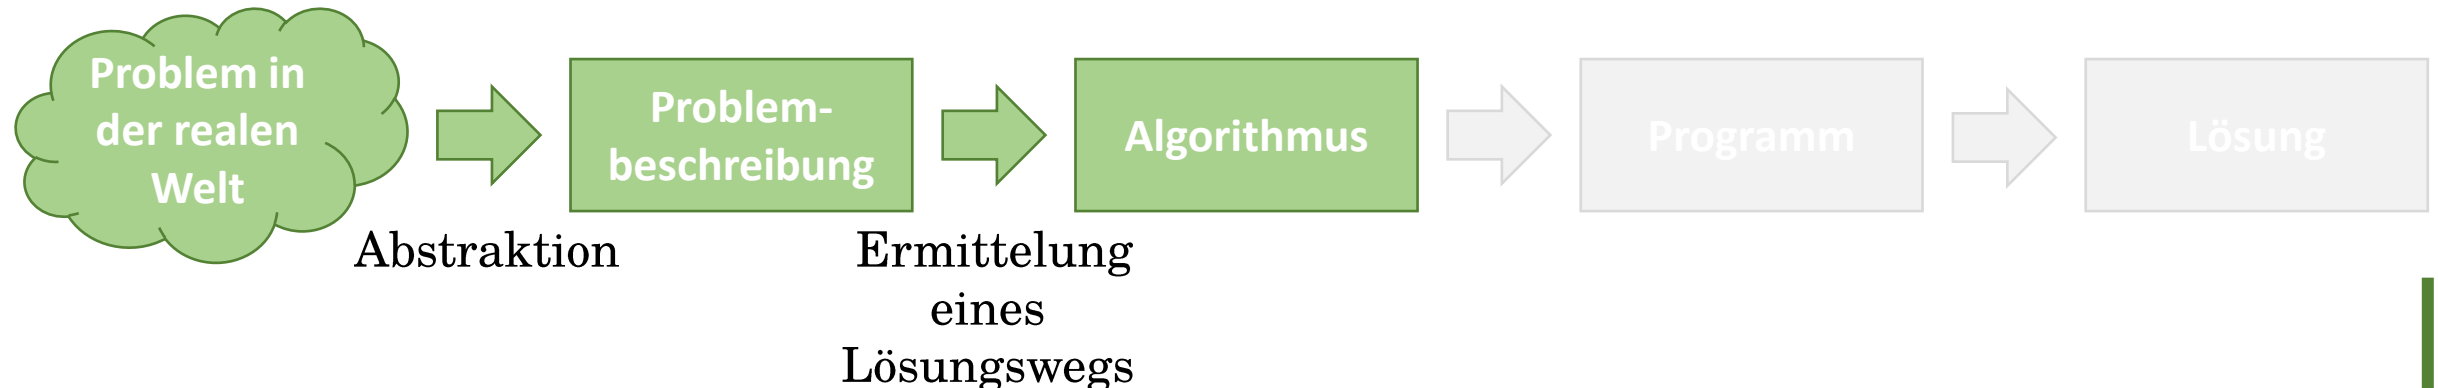 Problem in
der realen
Welt
Problem-
beschreibung
Algorithmus
Programm
Lösung
Abstraktion
Ermittelung
eines
Lösungswegs